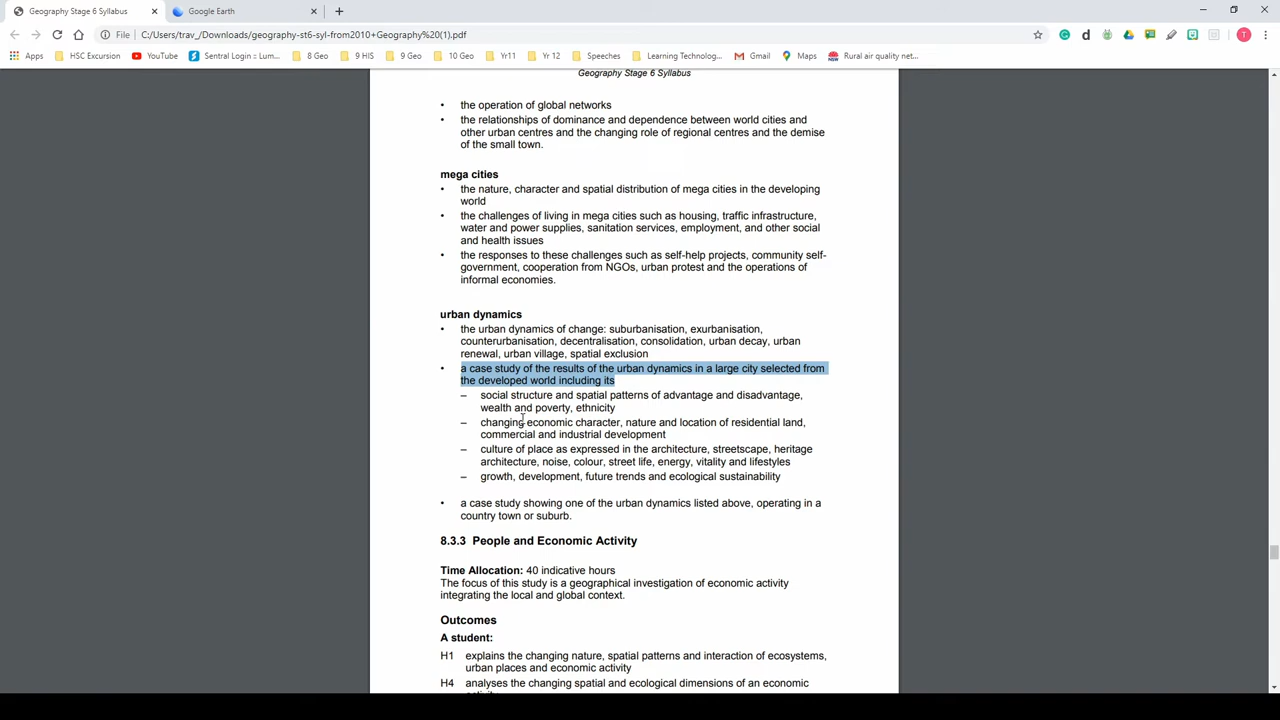 Geography Stage 6 Syllabus
Google Earth
File C:/Users/trav_/Downloads/geography-st6-syl-from2010+Geography%20(1).pdf
Apps HSC Excursion YouTube Sentral Login :: Lum... 8 Geo 9 HIS 9 Geo 10 Geo Yr11 Yr 12 Speeches Learning Technolog... Gmail Maps Rural air quality net...
Geography Stage 6 Syllabus
• the operation of global networks
• the relationships of dominance and dependence between world cities and
other urban centres and the changing role of regional centres and the demise
of the small town.
mega cities
• the nature, character and spatial distribution of mega cities in the developing
world
• the challenges of living in mega cities such as housing, traffic infrastructure,
water and power supplies, sanitation services, employment, and other social
and health issues
• the responses to these challenges such as self-help projects, community self-
government, cooperation from NGOs, urban protest and the operations of
informal economies.
urban dynamics
• the urban dynamics of change: suburbanisation, exurbanisation,
counterurbanisation, decentralisation, consolidation, urban decay, urban
renewal, urban village, spatial exclusion
• a case study of the results of the urban dynamics in a large city selected from
the developed world including its
– social structure and spatial patterns of advantage and disadvantage,
wealth and poverty, ethnicity
– changing economic character, nature and location of residential land,
commercial and industrial development
– culture of place as expressed in the architecture, streetscape, heritage
architecture, noise, colour, street life, energy, vitality and lifestyles
– growth, development, future trends and ecological sustainability
• a case study showing one of the urban dynamics listed above, operating in a
country town or suburb.
8.3.3 People and Economic Activity
Time Allocation: 40 indicative hours
The focus of this study is a geographical investigation of economic activity
integrating the local and global context.
Outcomes
A student:
H1 explains the changing nature, spatial patterns and interaction of ecosystems,
urban places and economic activity
H4 analyses the changing spatial and ecological dimensions of an economic